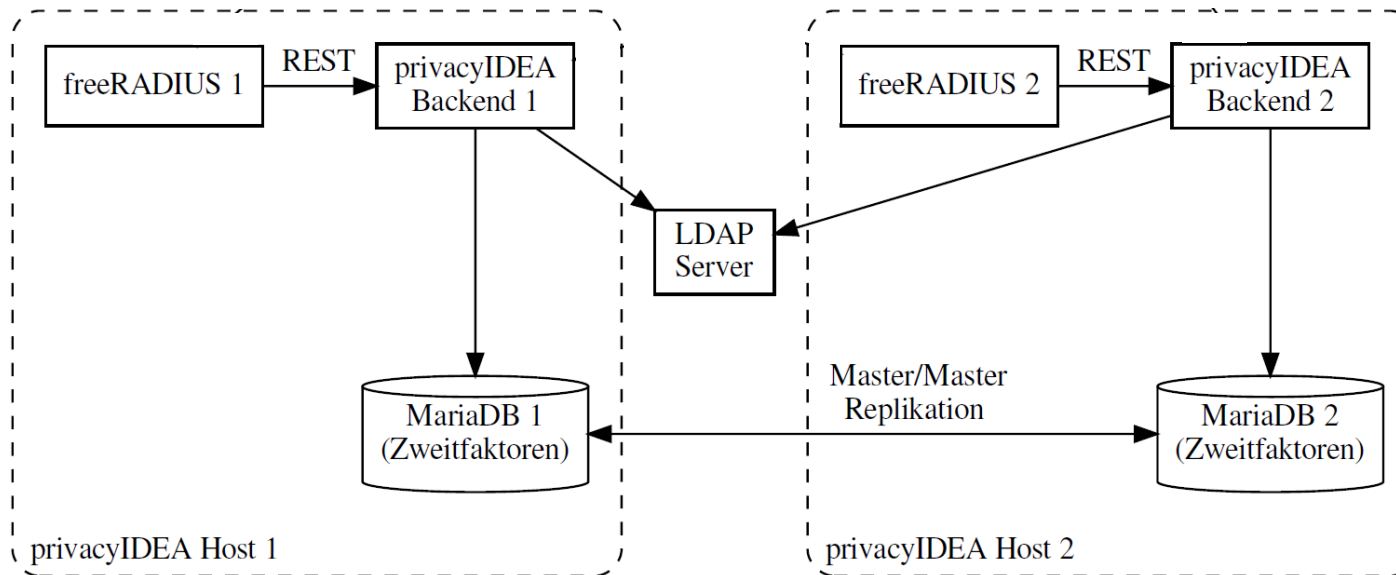 freeRADIUS 1
REST
privacyIDEA
Backend 1
freeRADIUS 2
REST
privacyIDEA
Backend 2
LDAP
Server
Master/Master
Replikation
MariaDB 1
(Zweitfaktoren)
MariaDB 2
(Zweitfaktoren)
privacyIDEA Host 1
privacyIDEA Host 2